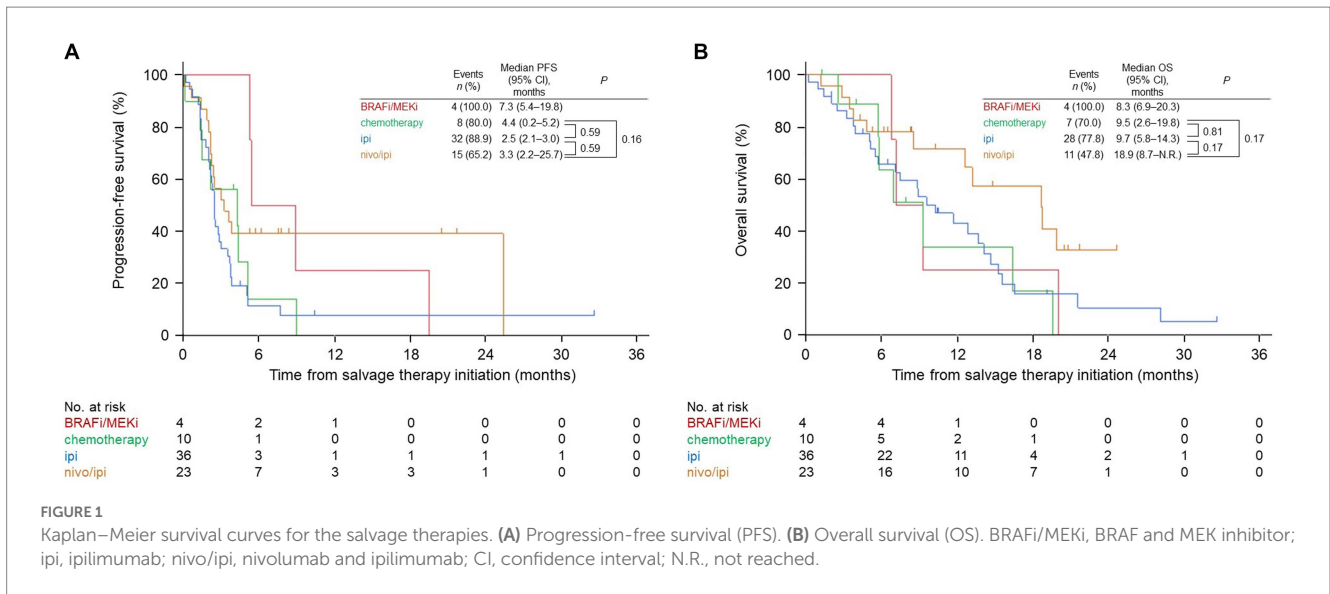 A
Events
n (%)
Median PFS
(95% CI),
months
P
BRAFi/MEKi 4 (100.0) 7.3 (5.4–19.8)
chemotherapy 8 (80.0) 4.4 (0.2–5.2)
ipi 32 (88.9) 2.5 (2.1–3.0)
nivo/ipi 15 (65.2) 3.3 (2.2–25.7)
0.59
0.59
0.16
Progression-free survival (%)
100
80
60
40
20
0
0 6 12 18 24 30 36
Time from salvage therapy initiation (months)
No. at risk
BRAFi/MEKi 4 2 1 0 0 0 0
chemotherapy 10 1 0 0 0 0 0
ipi 36 3 1 1 1 1 0
nivo/ipi 23 7 3 3 1 0 0
B
Events
n (%)
Median OS
(95% CI),
months
P
BRAFi/MEKi 4 (100.0) 8.3 (6.9–20.3)
chemotherapy 7 (70.0) 9.5 (2.6–19.8)
ipi 28 (77.8) 9.7 (5.8–14.3)
nivo/ipi 11 (47.8) 18.9 (8.7–N.R.)
0.81
0.17
0.17
Overall survival (%)
100
80
60
40
20
0
0 6 12 18 24 30 36
Time from salvage therapy initiation (months)
No. at risk
BRAFi/MEKi 4 4 1 0 0 0 0
chemotherapy 10 5 2 1 0 0 0
ipi 36 22 11 4 2 1 0
nivo/ipi 23 16 10 7 1 0 0
FIGURE 1
Kaplan–Meier survival curves for the salvage therapies. (A) Progression-free survival (PFS). (B) Overall survival (OS). BRAFi/MEKi, BRAF and MEK inhibitor;
ipi, ipilimumab; nivo/ipi, nivolumab and ipilimumab; CI, confidence interval; N.R., not reached.